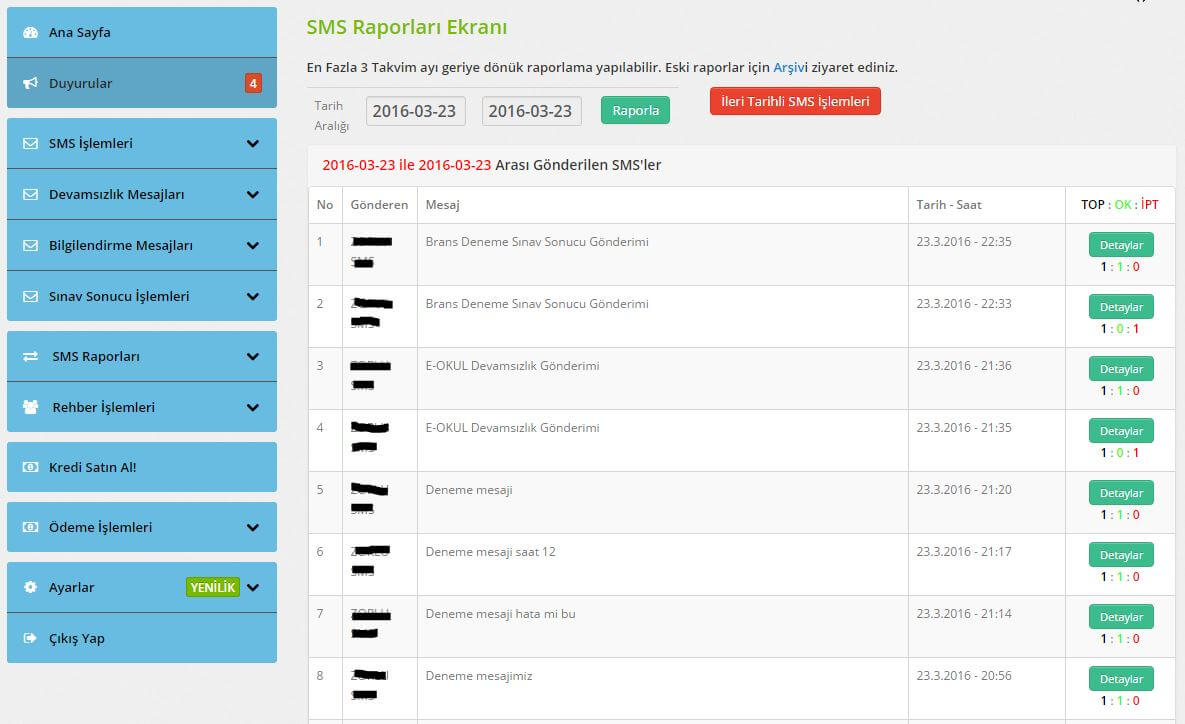 Ana Sayfa
Duyurular 4
SMS İşlemleri
Devamsızlık Mesajları
Bilgilendirme Mesajları
Sınav Sonucu İşlemleri
SMS Raporları
Rehber İşlemleri
Kredi Satın Al!
Ödeme İşlemleri
Ayarlar YENİLİK
Çıkış Yap
SMS Raporları Ekranı
En Fazla 3 Takvim ayı geriye dönük raporlama yapılabilir. Eski raporlar için Arşivi ziyaret ediniz.
Tarih
Aralığı
2016-03-23 2016-03-23 Raporla İleri Tarihli SMS İşlemleri
2016-03-23 ile 2016-03-23 Arası Gönderilen SMS'ler
No Gönderen Mesaj Tarih - Saat TOP : OK : İPT
1 Brans Deneme Sınav Sonucu Gönderimi 23.3.2016 - 22:35 Detaylar
1 : 1 : 0
2 Brans Deneme Sınav Sonucu Gönderimi 23.3.2016 - 22:33 Detaylar
1 : 0 : 1
3 E-OKUL Devamsızlık Gönderimi 23.3.2016 - 21:36 Detaylar
1 : 1 : 0
4 E-OKUL Devamsızlık Gönderimi 23.3.2016 - 21:35 Detaylar
1 : 0 : 1
5 Deneme mesaji 23.3.2016 - 21:20 Detaylar
1 : 1 : 0
6 Deneme mesaji saat 12 23.3.2016 - 21:17 Detaylar
1 : 1 : 0
7 Deneme mesaji hata mi bu 23.3.2016 - 21:14 Detaylar
1 : 1 : 0
8 Deneme mesajimiz 23.3.2016 - 20:56 Detaylar
1 : 1 : 0